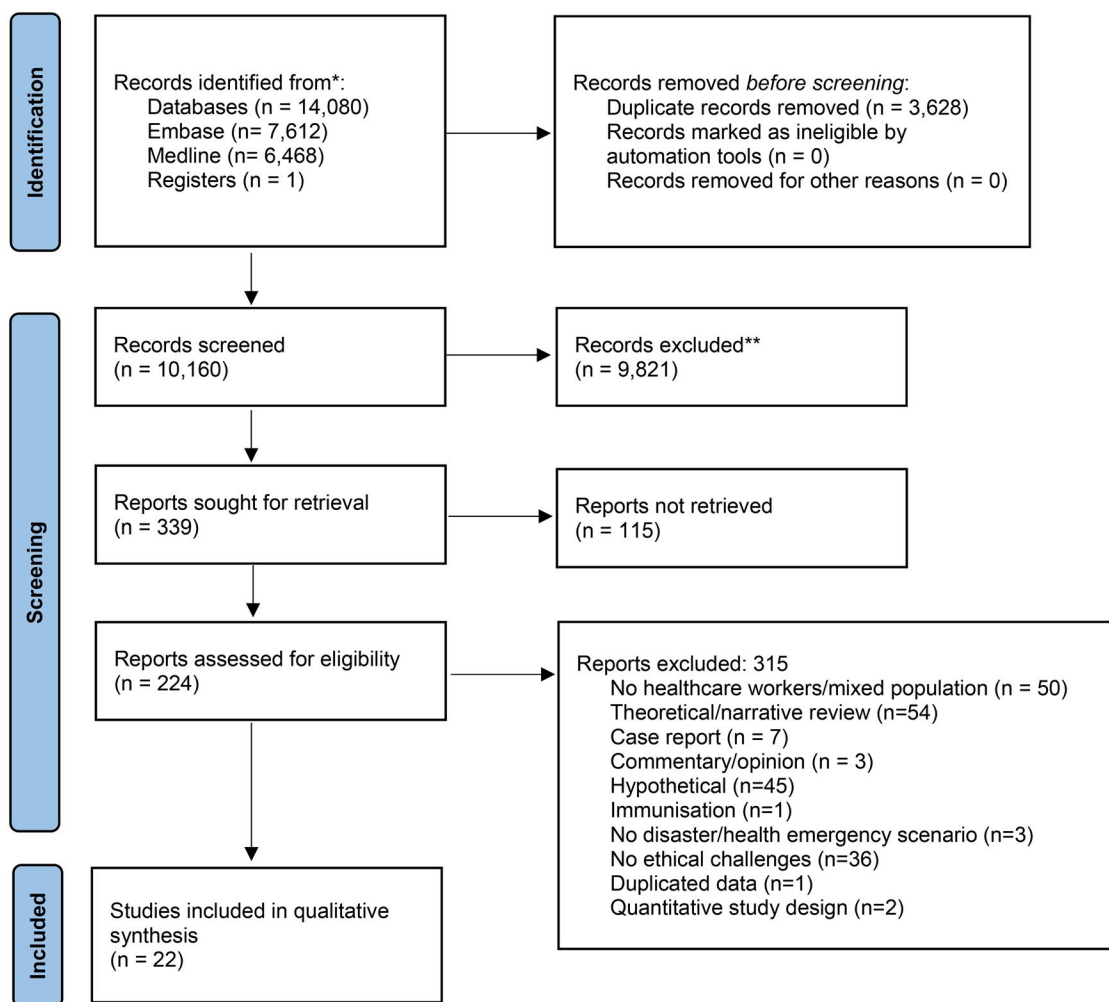 Identification
Records identified from*:
Databases (n = 14,080)
Embase (n= 7,612)
Medline (n= 6,468)
Registers (n = 1)
Records removed before screening:
Duplicate records removed (n = 3,628)
Records marked as ineligible by
automation tools (n = 0)
Records removed for other reasons (n = 0)
Screening
Records screened
(n = 10,160)
Records excluded**
(n = 9,821)
Reports sought for retrieval
(n = 339)
Reports not retrieved
(n = 115)
Reports assessed for eligibility
(n = 224)
Reports excluded: 315
No healthcare workers/mixed population (n = 50)
Theoretical/narrative review (n=54)
Case report (n = 7)
Commentary/opinion (n = 3)
Hypothetical (n=45)
Immunisation (n=1)
No disaster/health emergency scenario (n=3)
No ethical challenges (n=36)
Duplicated data (n=1)
Quantitative study design (n=2)
Included
Studies included in qualitative
synthesis
(n = 22)